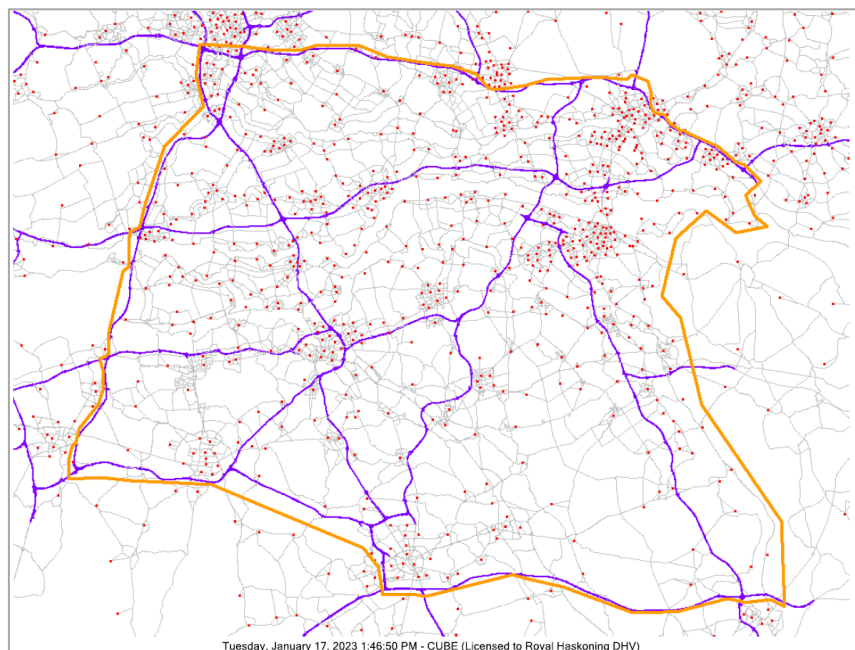 Tuesday, January 17, 2023 1:46:50 PM - CUBE (Licensed to Royal Haskoning DHV)